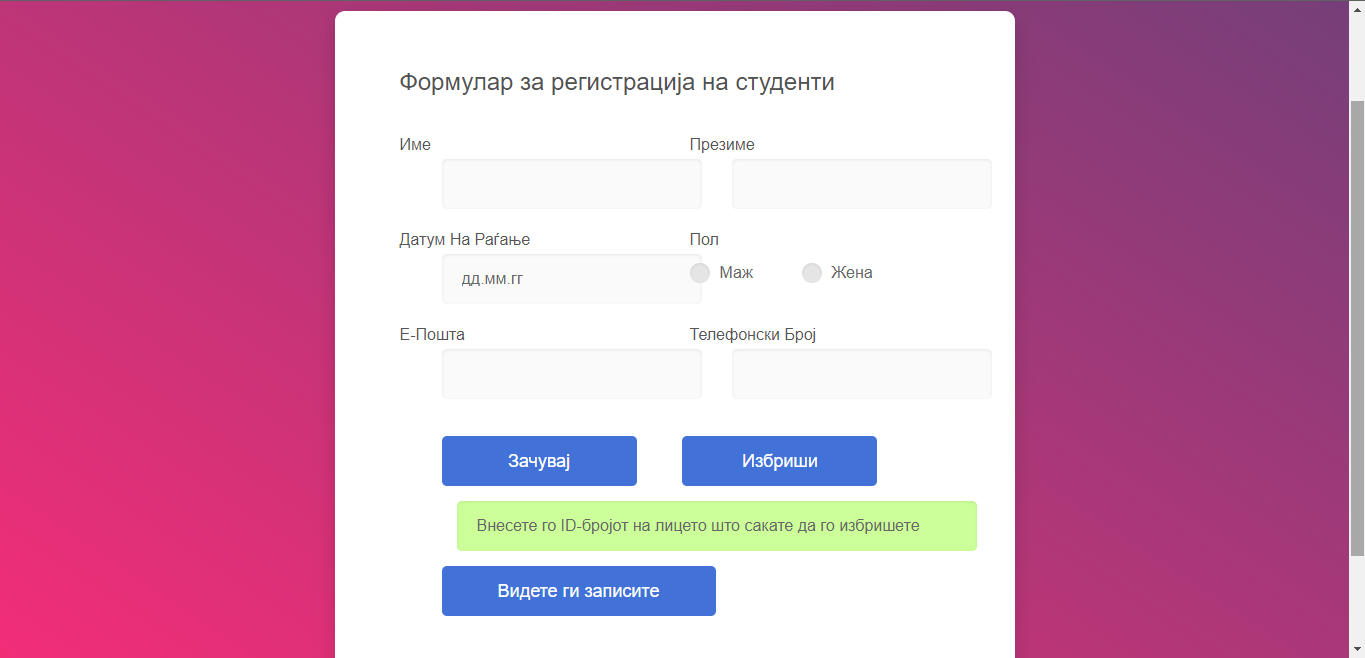 Формулар за регистрација на студенти
Име
Презиме
Датум На Раѓање
Пол
дд.мм.гг
Маж
Жена
Е-Пошта
Телефонски Број
Зачувај
Избриши
Внесете го ID-бројот на лицето што сакате да го избришете
Видете ги записите